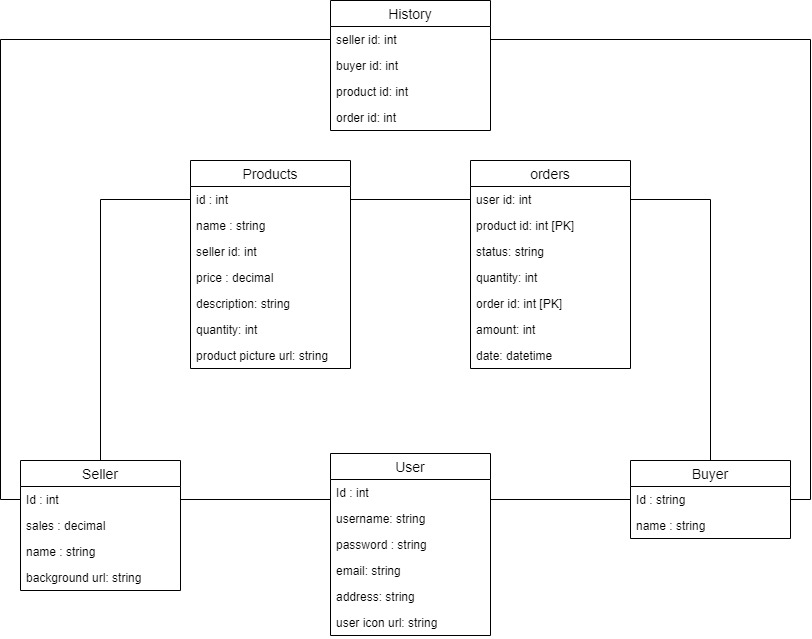 History
seller id: int
buyer id: int
product id: int
order id: int
Products
id : int
name : string
seller id: int
price : decimal
description: string
quantity: int
product picture url: string
orders
user id: int
product id: int [PK]
status: string
quantity: int
order id: int [PK]
amount: int
date: datetime
Seller
Id : int
sales : decimal
name : string
background url: string
User
Id : int
username: string
password : string
email: string
address: string
user icon url: string
Buyer
Id : string
name : string